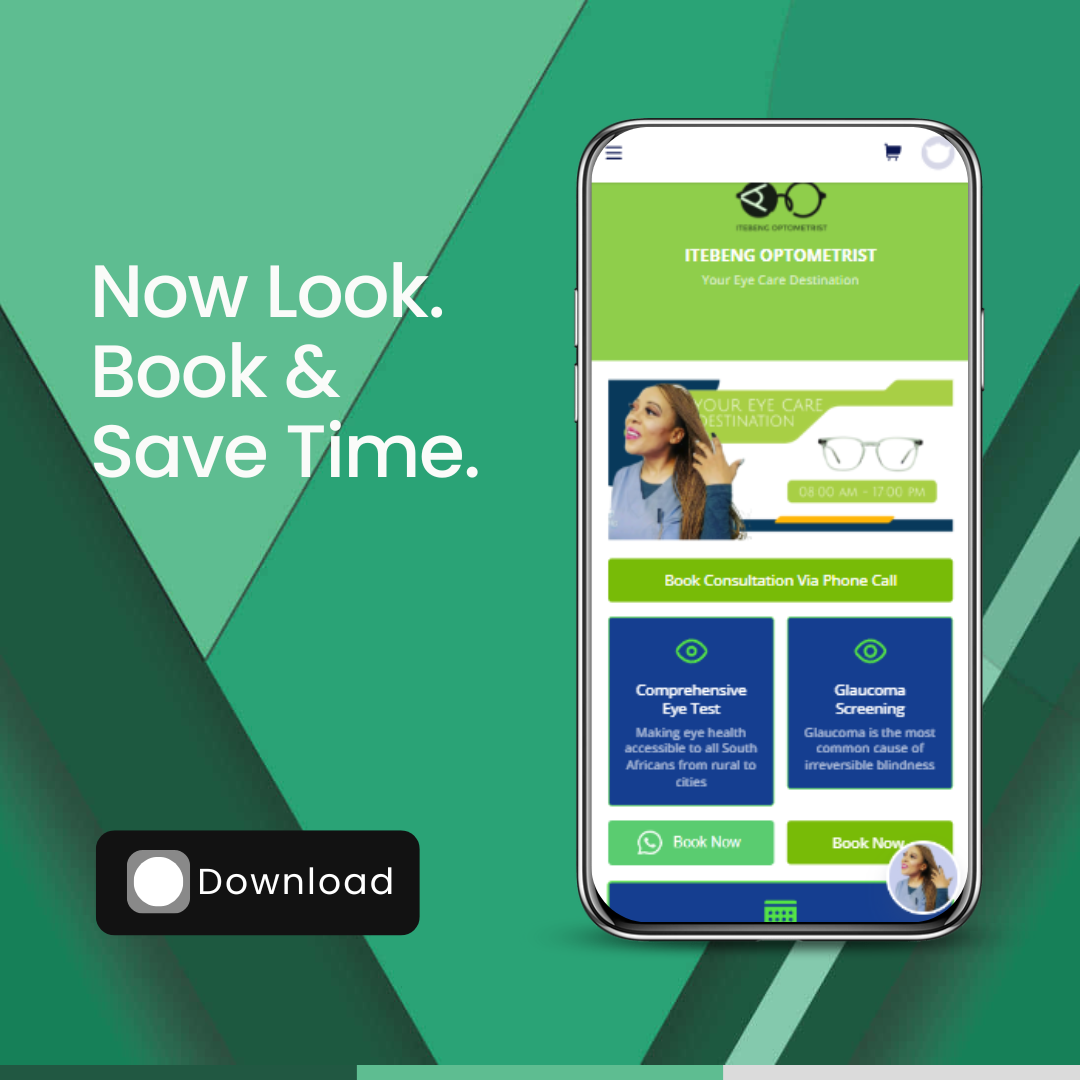 Now Look.
Book &
Save Time.
Download
ITEBENG OPTOMETRIST
ITEBENG OPTOMETRIST
Your Eye Care Destination
YOUR EYE CARE
DESTINATION
08:00 AM - 17:00 PM
Book Consultation Via Phone Call
Comprehensive
Eye Test
Making eye health
accessible to all South
Africans from rural to
cities
Glaucoma
Screening
Glaucoma is the most
common cause of
irreversible blindness
Book Now
Book Now